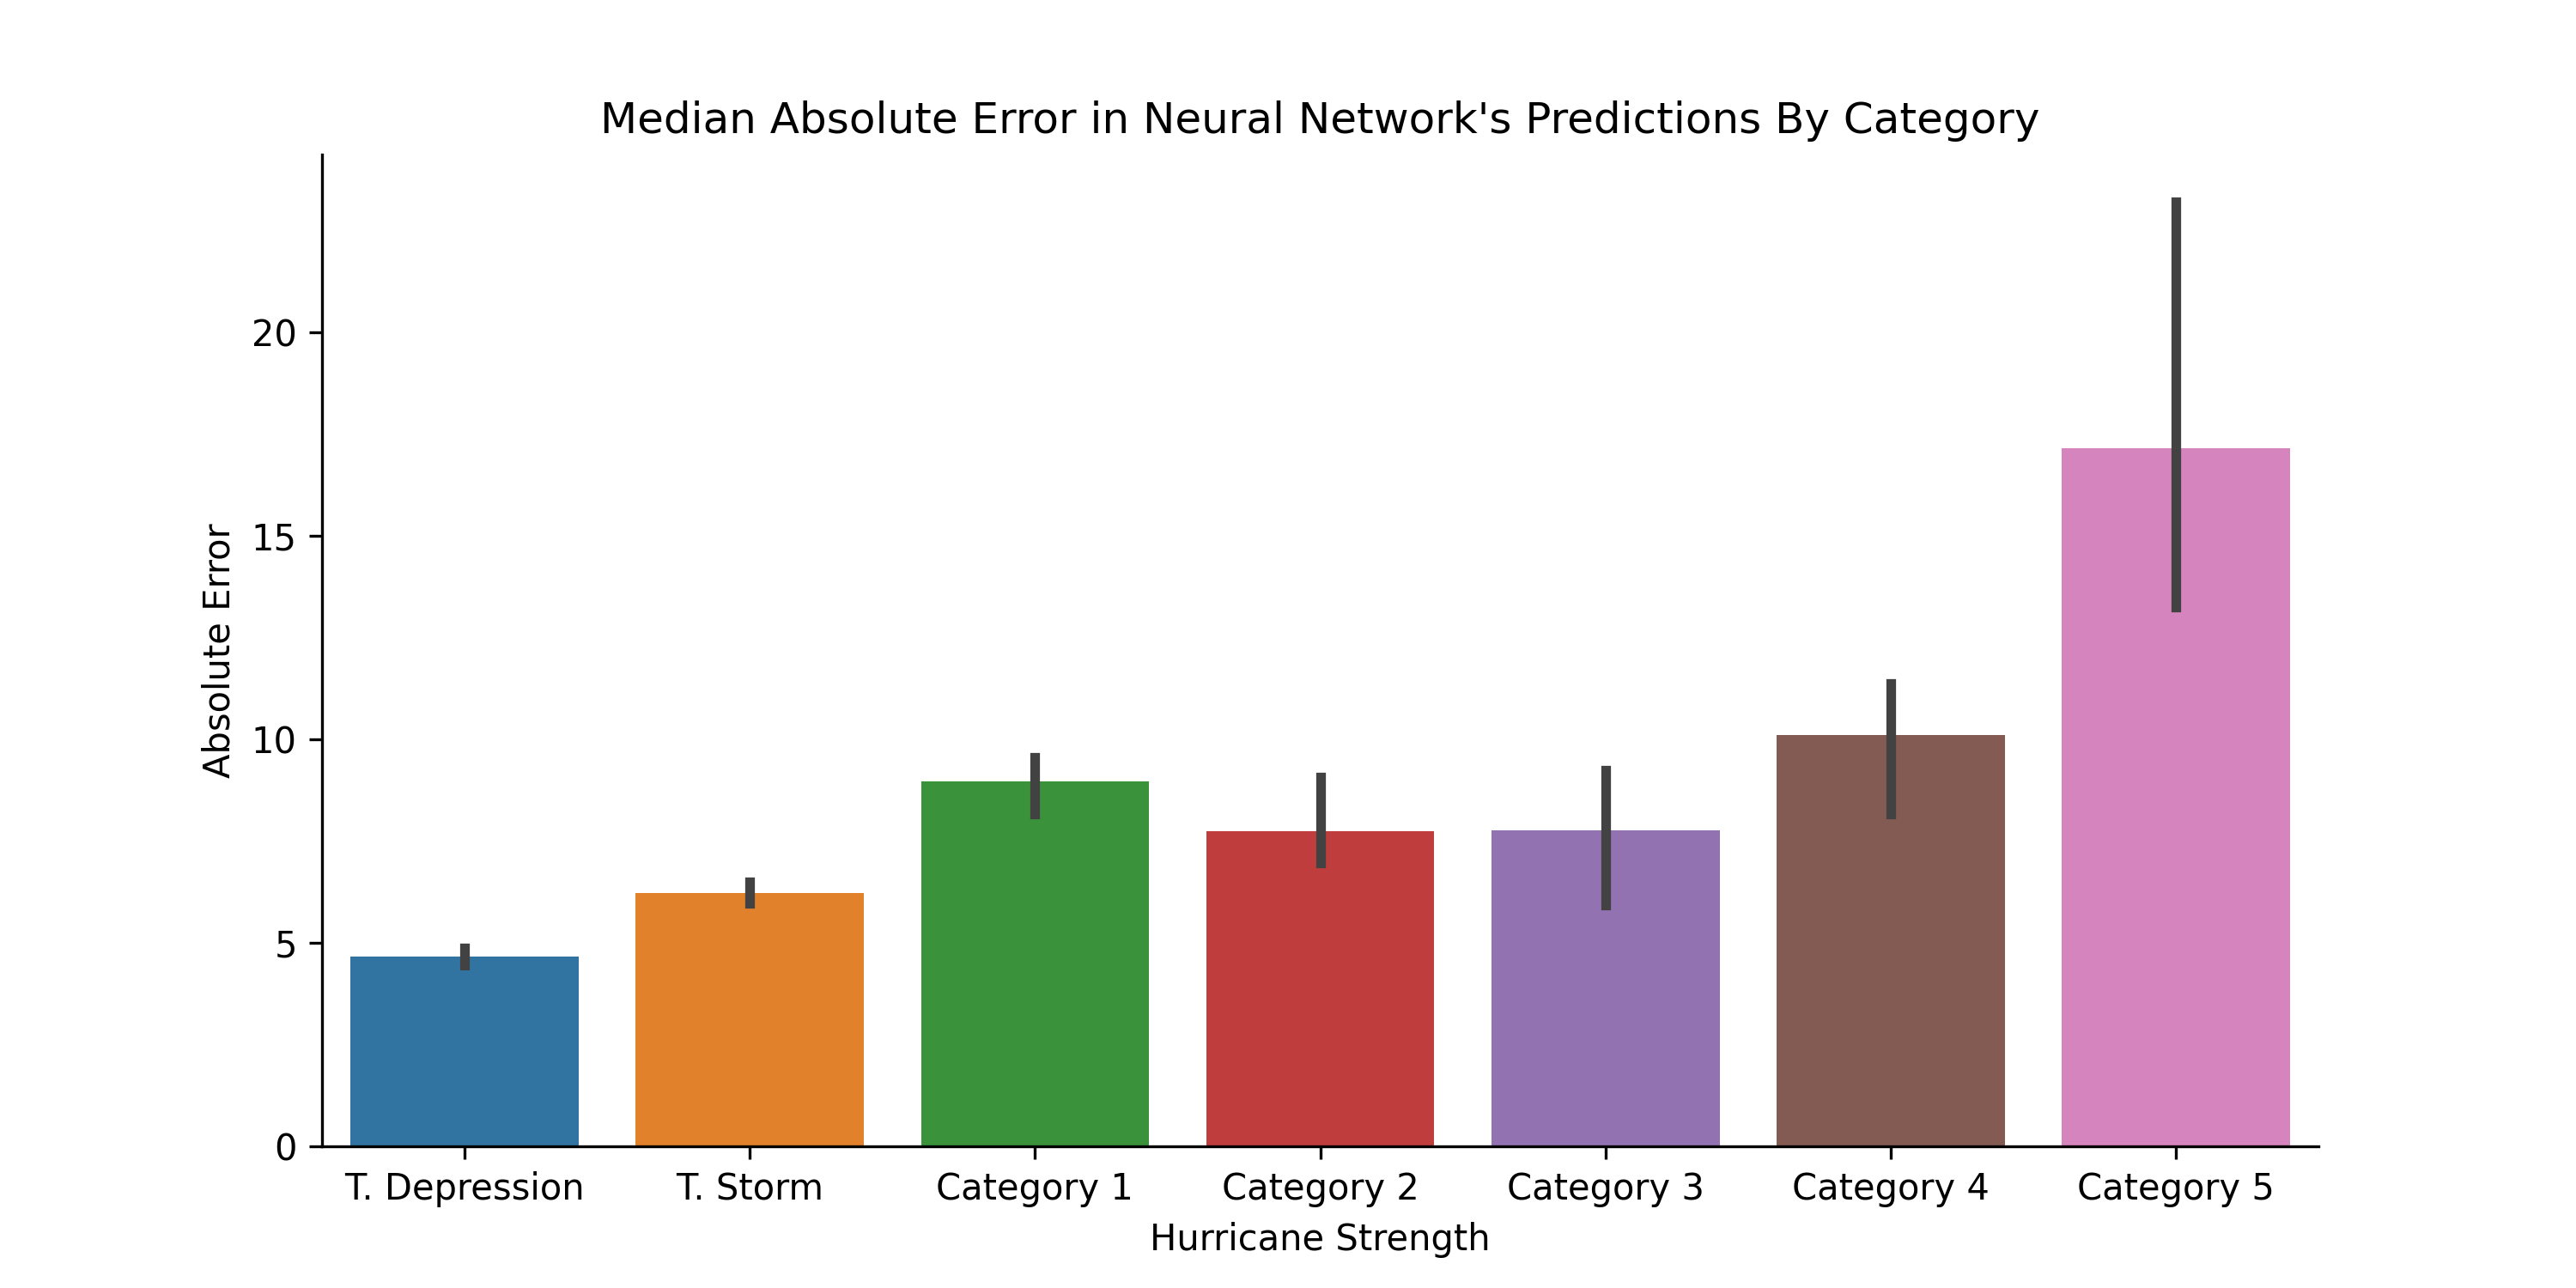 Median Absolute Error in Neural Network's Predictions By Category
Absolute Error
20
15
10
5
0
T. Depression T. Storm Category 1 Category 2 Category 3 Category 4 Category 5
Hurricane Strength